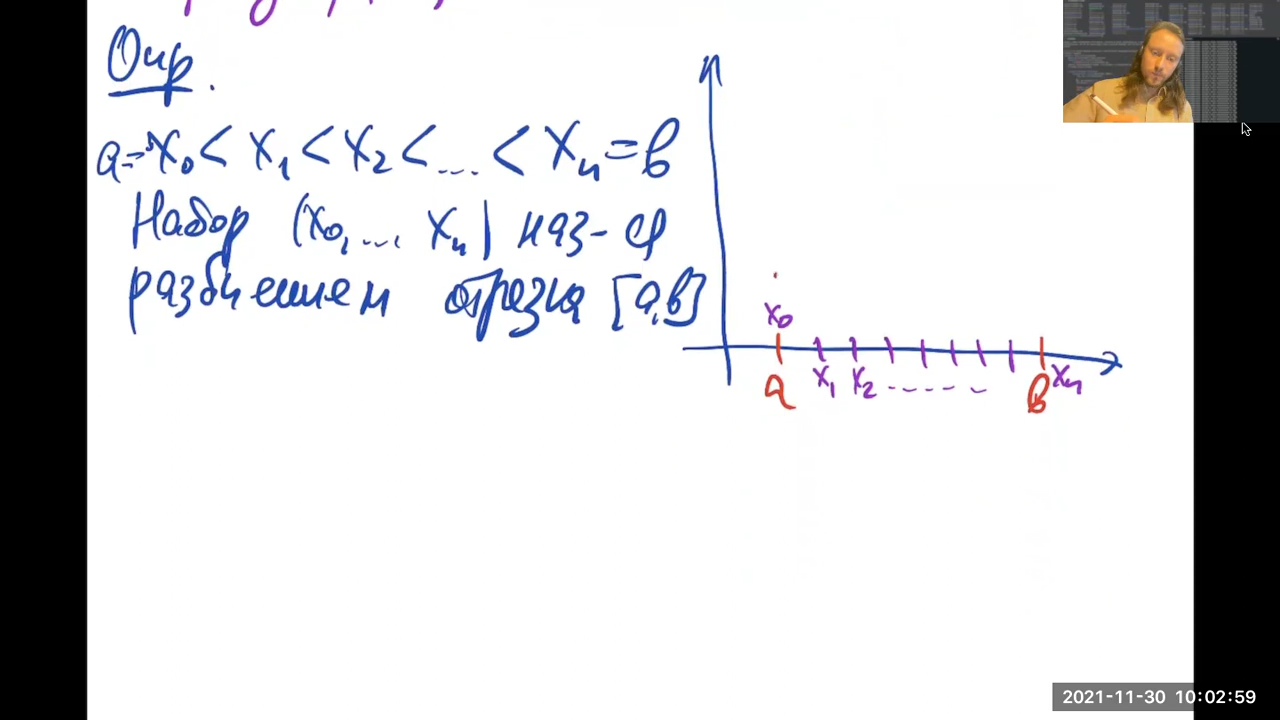 Опр.
a = x₀ < x₁ < x₂ < ... < xₙ = b
Набор (x₀, ... xₙ) наз-ся
разбиением отрезка [a,b]
x₀
x₁ x₂ - - - - - xₙ
a b
2021-11-30 10:02:59